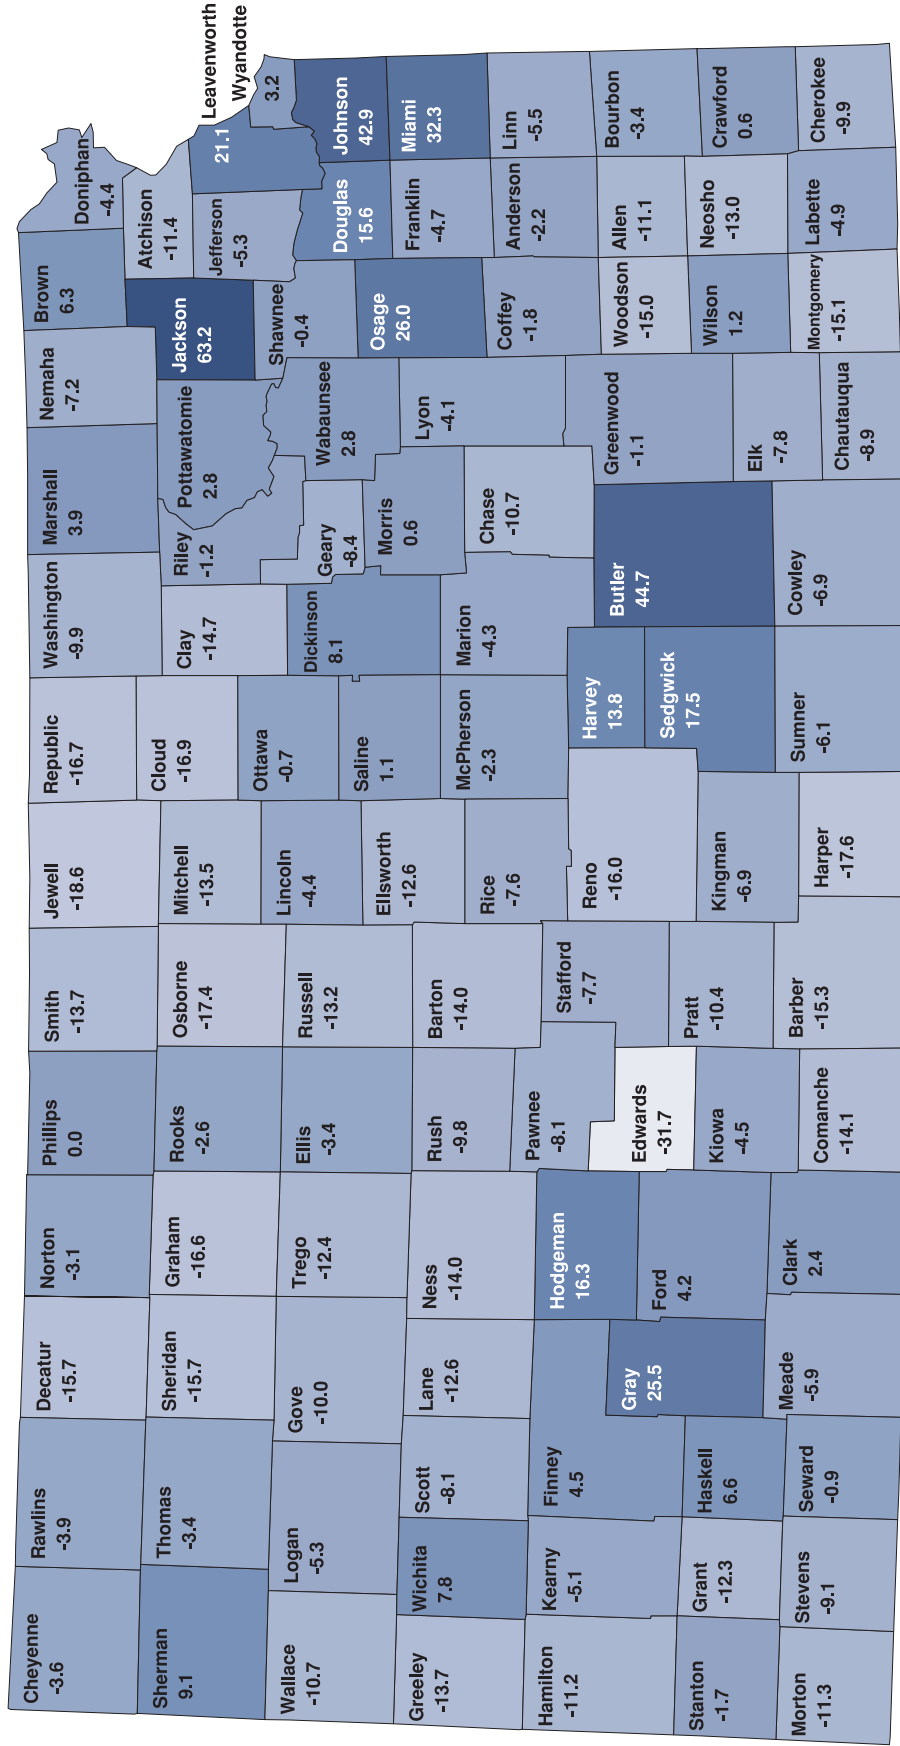 Cheyenne
-3.6
Rawlins
-3.9
Decatur
-15.7
Norton
-3.1
Phillips
0.0
Smith
-13.7
Jewell
-18.6
Republic
-16.7
Washington
-9.9
Marshall
3.9
Nemaha
-7.2
Brown
6.3
Doniphan
-4.4
Sherman
9.1
Thomas
-3.4
Sheridan
-15.7
Graham
-16.6
Rooks
-2.6
Osborne
-17.4
Mitchell
-13.5
Cloud
-16.9
Clay
-14.7
Riley
-1.2
Pottawatomie
2.8
Jackson
63.2
Atchison
-11.4
Jefferson
-5.3
Leavenworth
21.1
Wyandotte
3.2
Wallace
-10.7
Logan
-5.3
Gove
-10.0
Trego
-12.4
Ellis
-3.4
Russell
-13.2
Lincoln
-4.4
Ottawa
-0.7
Dickinson
8.1
Geary
-8.4
Wabaunsee
2.8
Shawnee
-0.4
Douglas
15.6
Johnson
42.9
Greeley
-13.7
Wichita
7.8
Scott
-8.1
Lane
-12.6
Ness
-14.0
Rush
-9.8
Barton
-14.0
Ellsworth
-12.6
Saline
1.1
Morris
0.6
Lyon
-4.1
Osage
26.0
Franklin
-4.7
Miami
32.3
Hamilton
-11.2
Kearny
-5.1
Finney
4.5
Hodgeman
16.3
Pawnee
-8.1
Stafford
-7.7
Rice
-7.6
McPherson
-2.3
Marion
-4.3
Chase
-10.7
Coffey
-1.8
Anderson
-2.2
Linn
-5.5
Gray
25.5
Ford
4.2
Edwards
-31.7
Reno
-16.0
Harvey
13.8
Butler
44.7
Greenwood
-1.1
Woodson
-15.0
Allen
-11.1
Bourbon
-3.4
Stanton
-1.7
Grant
-12.3
Haskell
6.6
Kiowa
-4.5
Pratt
-10.4
Kingman
-6.9
Sedgwick
17.5
Elk
-7.8
Wilson
1.2
Neosho
-13.0
Crawford
0.6
Morton
-11.3
Stevens
-9.1
Seward
-0.9
Meade
-5.9
Clark
2.4
Comanche
-14.1
Barber
-15.3
Harper
-17.6
Sumner
-6.1
Cowley
-6.9
Chautauqua
-8.9
Montgomery
-15.1
Labette
-4.9
Cherokee
-9.9